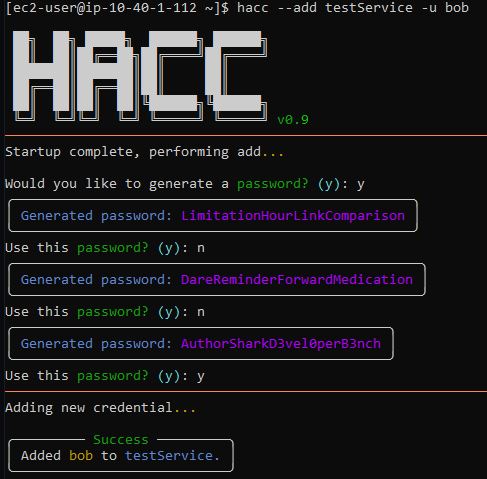 [ec2-user@ip-10-40-1-112 ~]$ hacc --add testService -u bob
HACC
v0.9
Startup complete, performing add...
Would you like to generate a password? (y): y
Generated password: LimitationHourLinkComparison
Use this password? (y): n
Generated password: DareReminderForwardMedication
Use this password? (y): n
Generated password: AuthorSharkD3vel0perB3nch
Use this password? (y): y
Adding new credential...
Success
Added bob to testService.